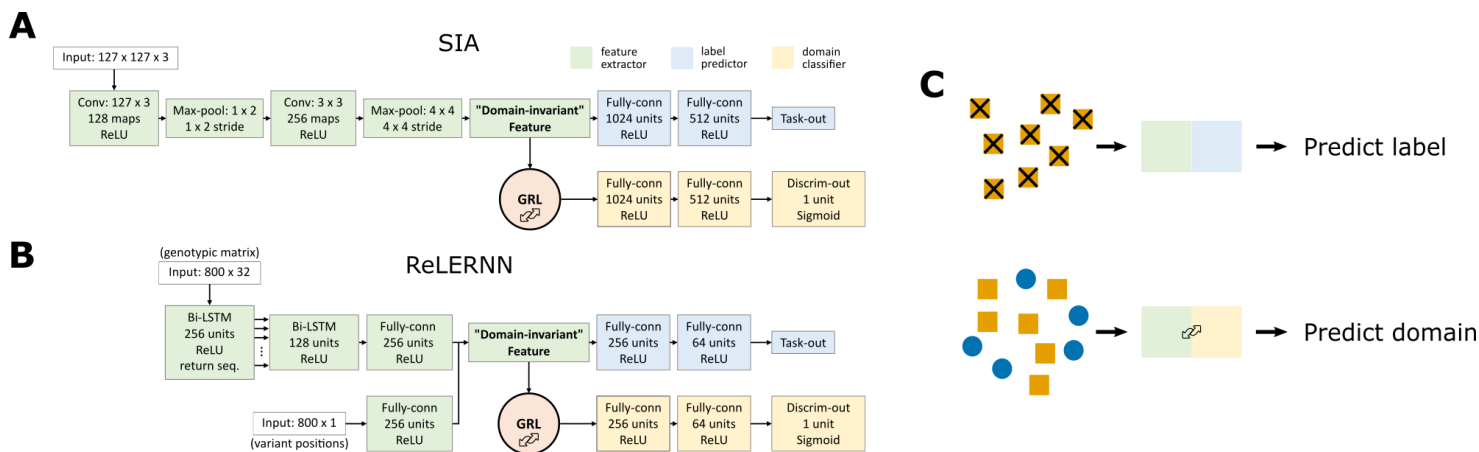 A
SIA
Input: 127 x 127 x 3
feature
extractor
label
predictor
domain
classifier
Conv: 127 x 3
128 maps
ReLU
Max-pool: 1 x 2
1 x 2 stride
Conv: 3 x 3
256 maps
ReLU
Max-pool: 4 x 4
4 x 4 stride
"Domain-invariant"
Feature
Fully-conn
1024 units
ReLU
Fully-conn
512 units
ReLU
Task-out
GRL
Fully-conn
1024 units
ReLU
Fully-conn
512 units
ReLU
Discrim-out
1 unit
Sigmoid
B
ReLERNN
(genotypic matrix)
Input: 800 x 32
Bi-LSTM
256 units
ReLU
return seq.
Bi-LSTM
128 units
ReLU
Fully-conn
256 units
ReLU
"Domain-invariant"
Feature
Fully-conn
256 units
ReLU
Fully-conn
64 units
ReLU
Task-out
Input: 800 x 1
(variant positions)
Fully-conn
256 units
ReLU
GRL
Fully-conn
256 units
ReLU
Fully-conn
64 units
ReLU
Discrim-out
1 unit
Sigmoid
C
Predict label
Predict domain